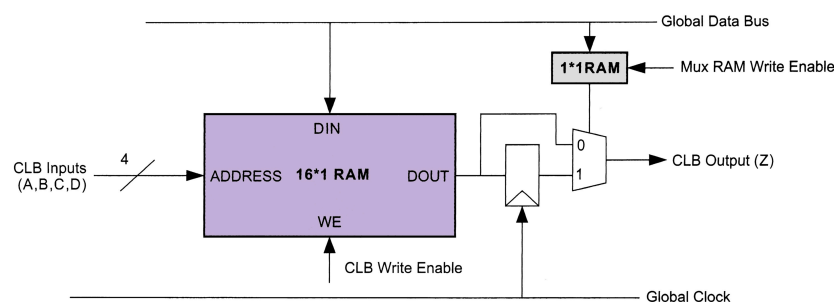 Global Data Bus
1*1RAM
Mux RAM Write Enable
DIN
4
CLB Inputs
(A,B,C,D)
ADDRESS 16*1 RAM DOUT
0
1
CLB Output (Z)
WE
CLB Write Enable
Global Clock